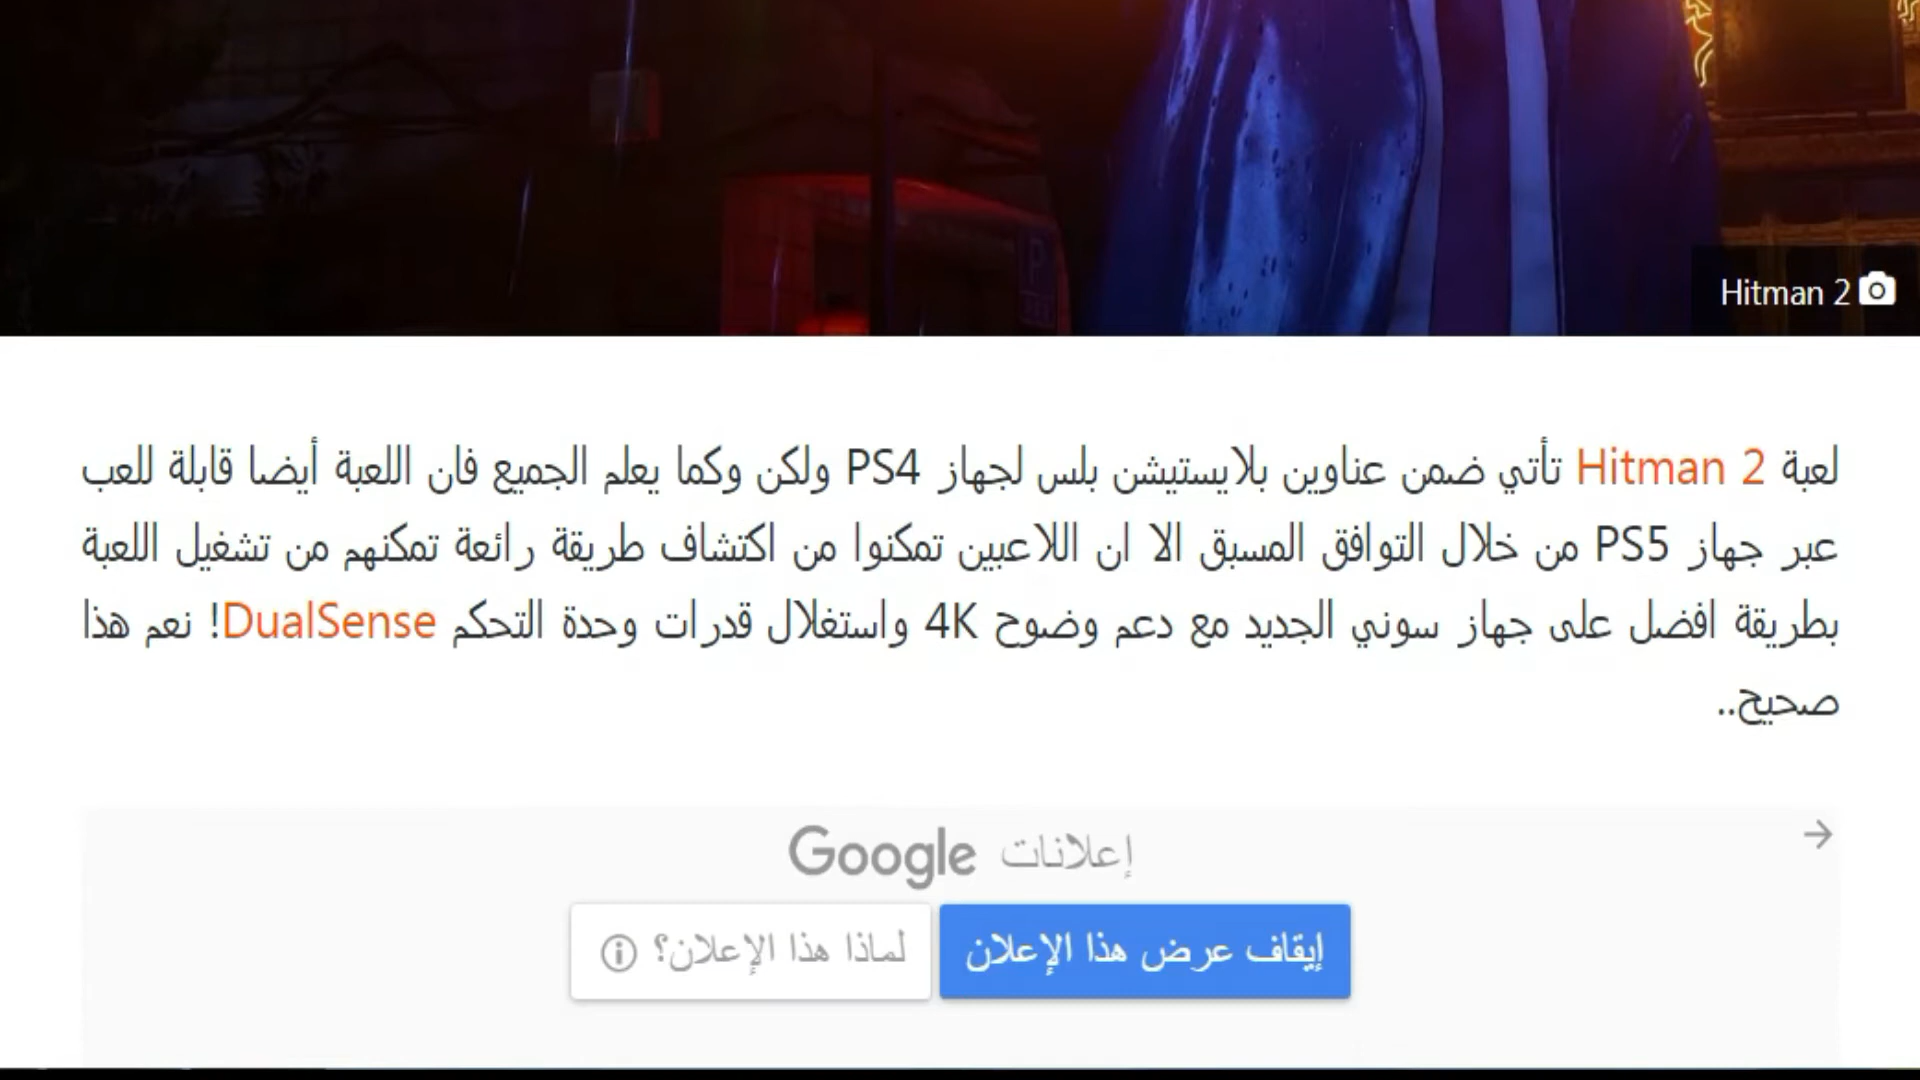 Hitman 2
لعبة Hitman 2 تأتي ضمن عناوين بلايستيشن بلس لجهاز PS4 ولكن وكما يعلم الجميع فان اللعبة أيضا قابلة للعب
عبر جهاز PS5 من خلال التوافق المسبق الا ان اللاعبين تمكنوا من اكتشاف طريقة رائعة تمكنهم من تشغيل اللعبة
بطريقة افضل على جهاز سوني الجديد مع دعم وضوح 4K واستغلال قدرات وحدة التحكم DualSense! نعم هذا
صحيح..
إعلانات Google
إيقاف عرض هذا الإعلان
لماذا هذا الإعلان؟